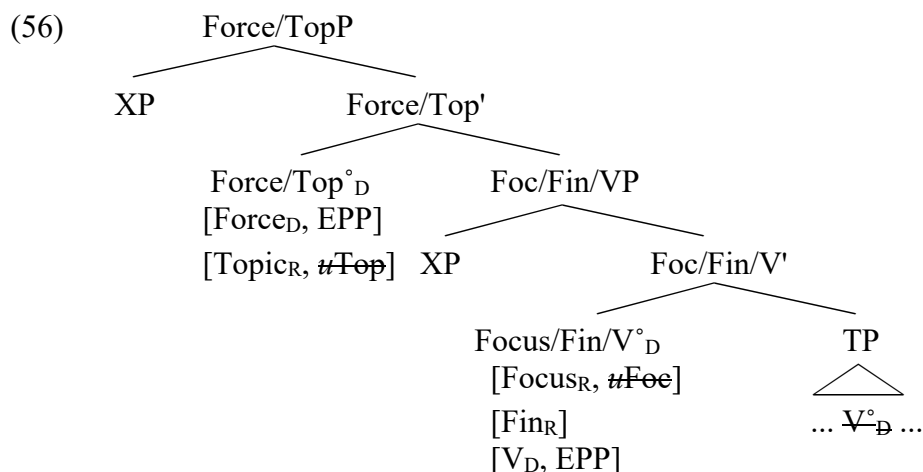 (56) Force/TopP
XP Force/Top'
Force/Top°D Foc/Fin/VP
[ForceD, EPP]
[TopicR, uTop] XP Foc/Fin/V'
Focus/Fin/V°D TP
[FocusR, uFoc]
[FinR] ... V°D ...
[VD, EPP]